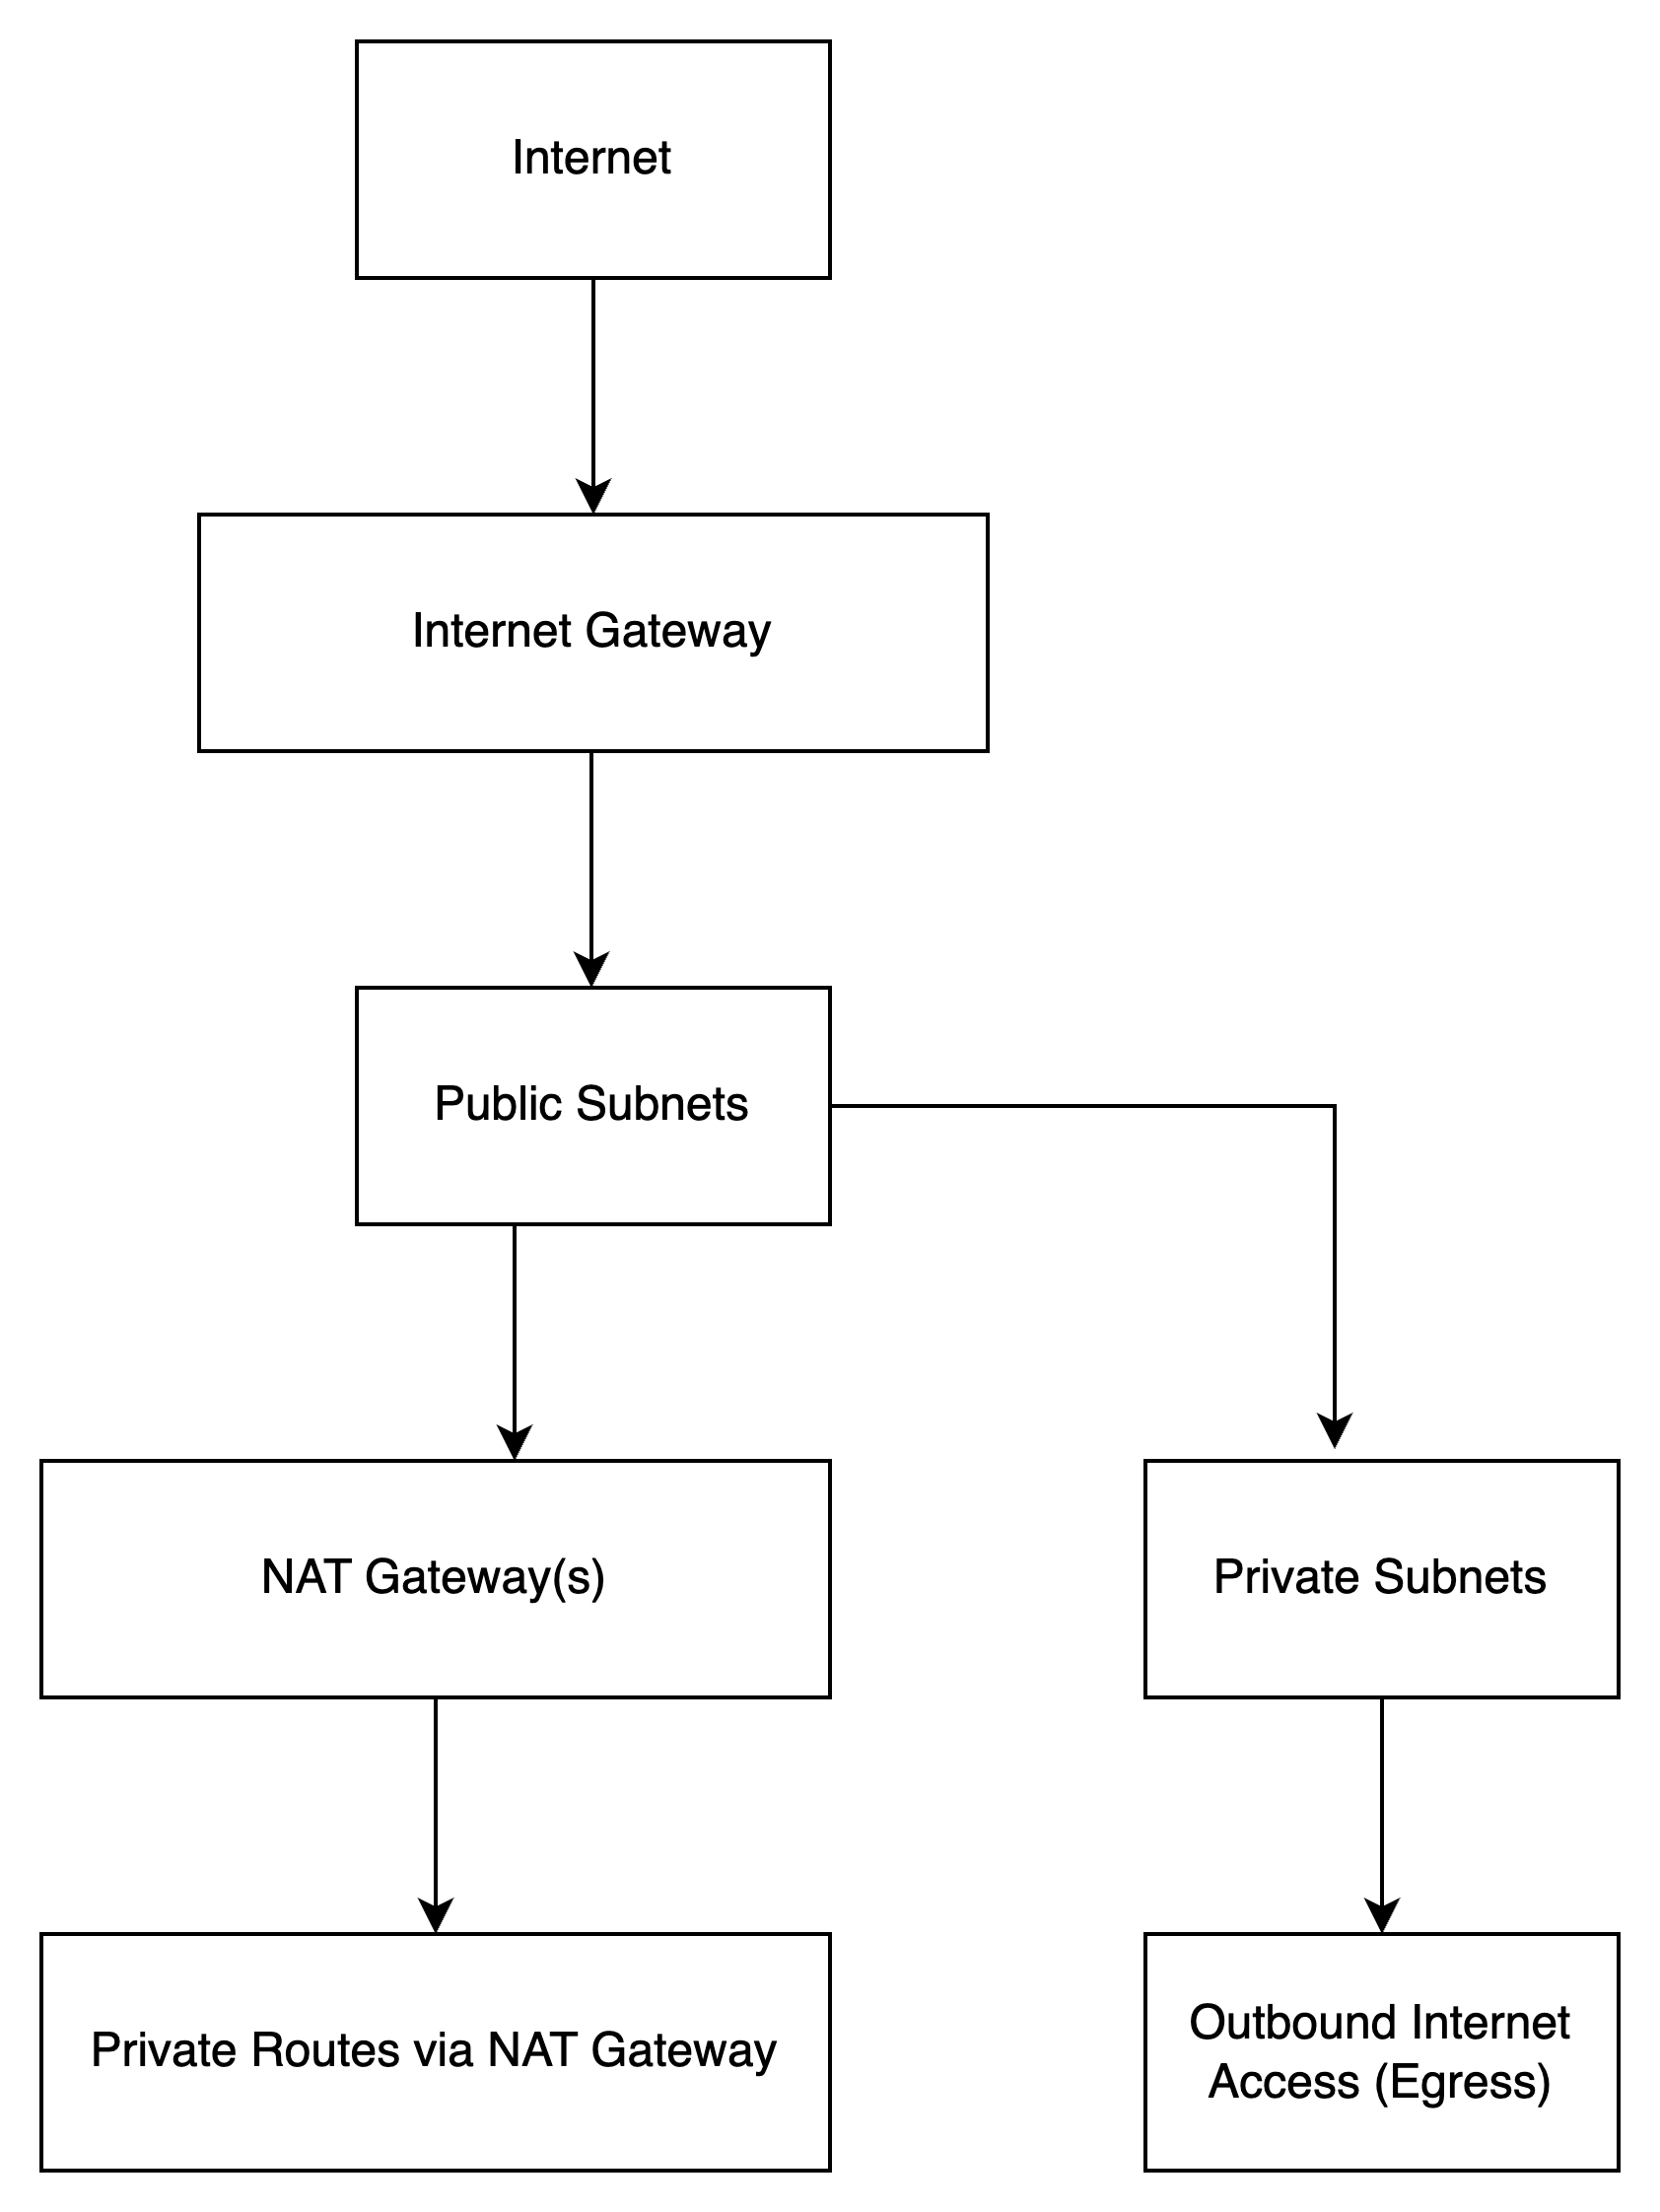 Internet
Internet Gateway
Public Subnets
NAT Gateway(s)
Private Subnets
Private Routes via NAT Gateway
Outbound Internet
Access (Egress)